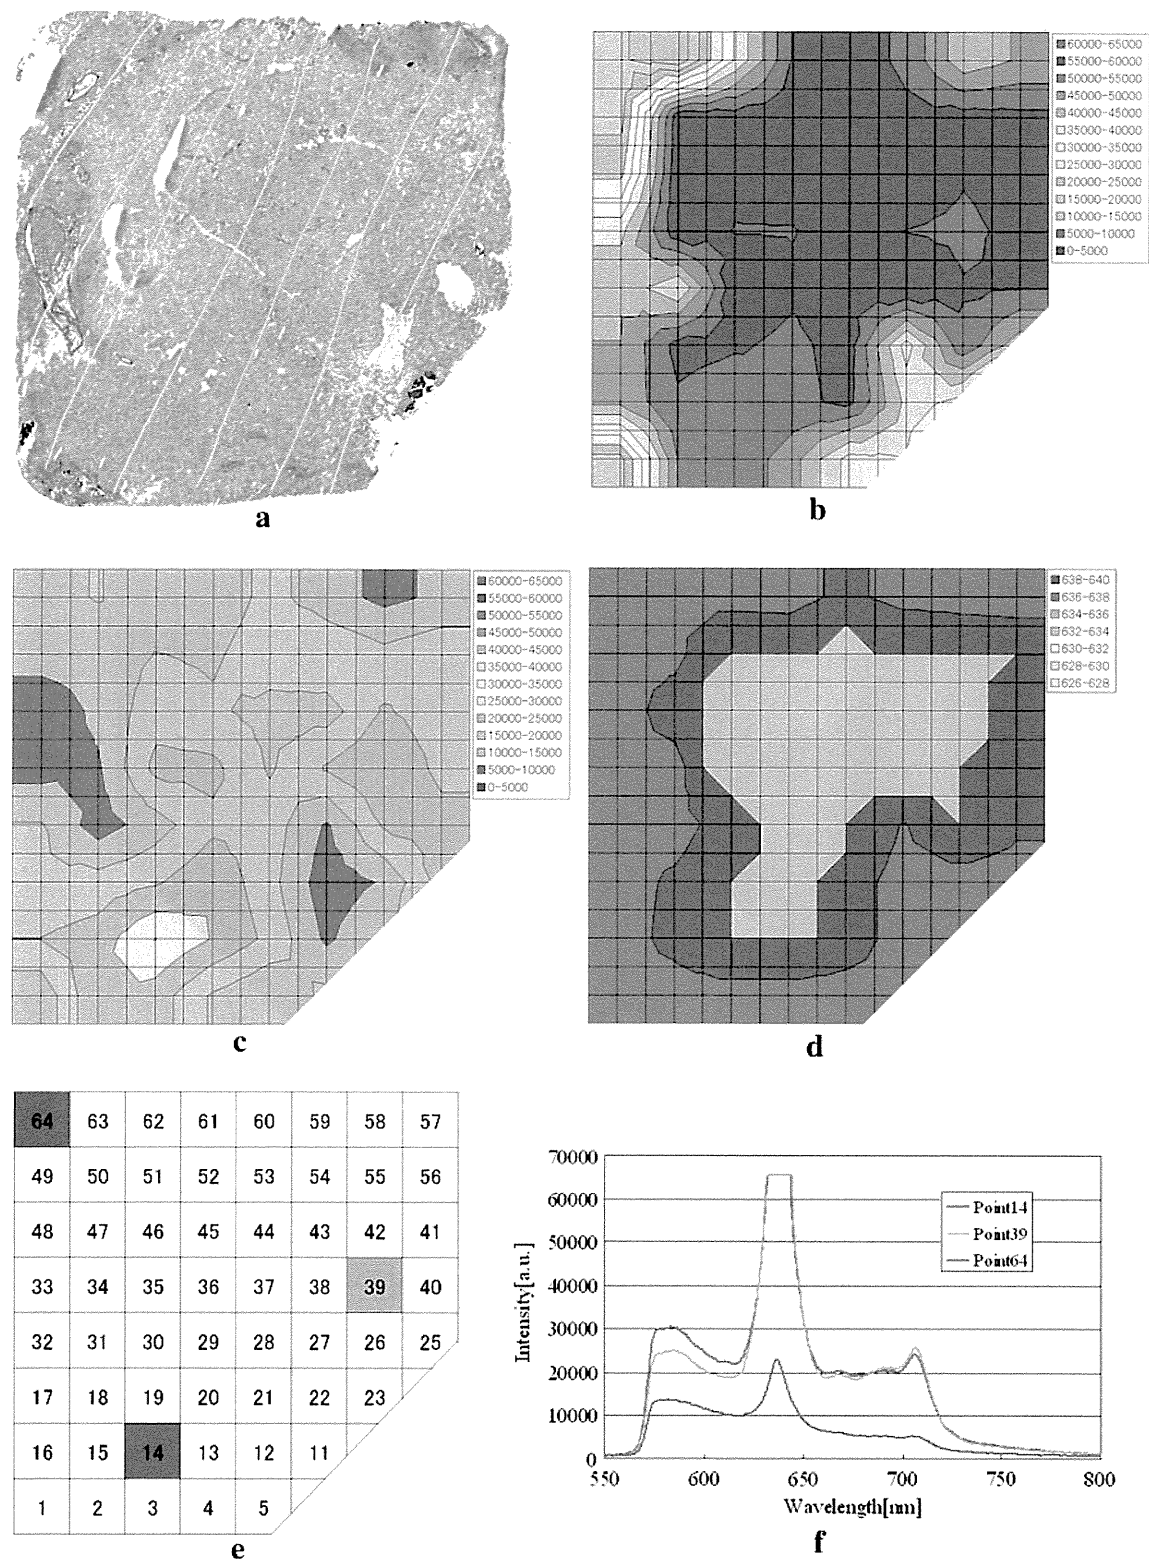 60000-65000
55000-60000
50000-55000
45000-50000
40000-45000
35000-40000
30000-35000
25000-30000
20000-25000
15000-20000
10000-15000
5000-10000
0-5000
a
b
60000-65000
55000-60000
50000-55000
45000-50000
40000-45000
35000-40000
30000-35000
25000-30000
20000-25000
15000-20000
10000-15000
5000-10000
0-5000
c
638-640
636-638
634-636
632-634
630-632
628-630
626-628
d
64 63 62 61 60 59 58 57
49 50 51 52 53 54 55 56
48 47 46 45 44 43 42 41
33 34 35 36 37 38 39 40
32 31 30 29 28 27 26 25
17 18 19 20 21 22 23
16 15 14 13 12 11
1 2 3 4 5
e
70000
60000
50000
40000
30000
20000
10000
0
Intensity[a.u.]
Point14
Point39
Point64
550 600 650 700 750 800
Wavelength[nm]
f